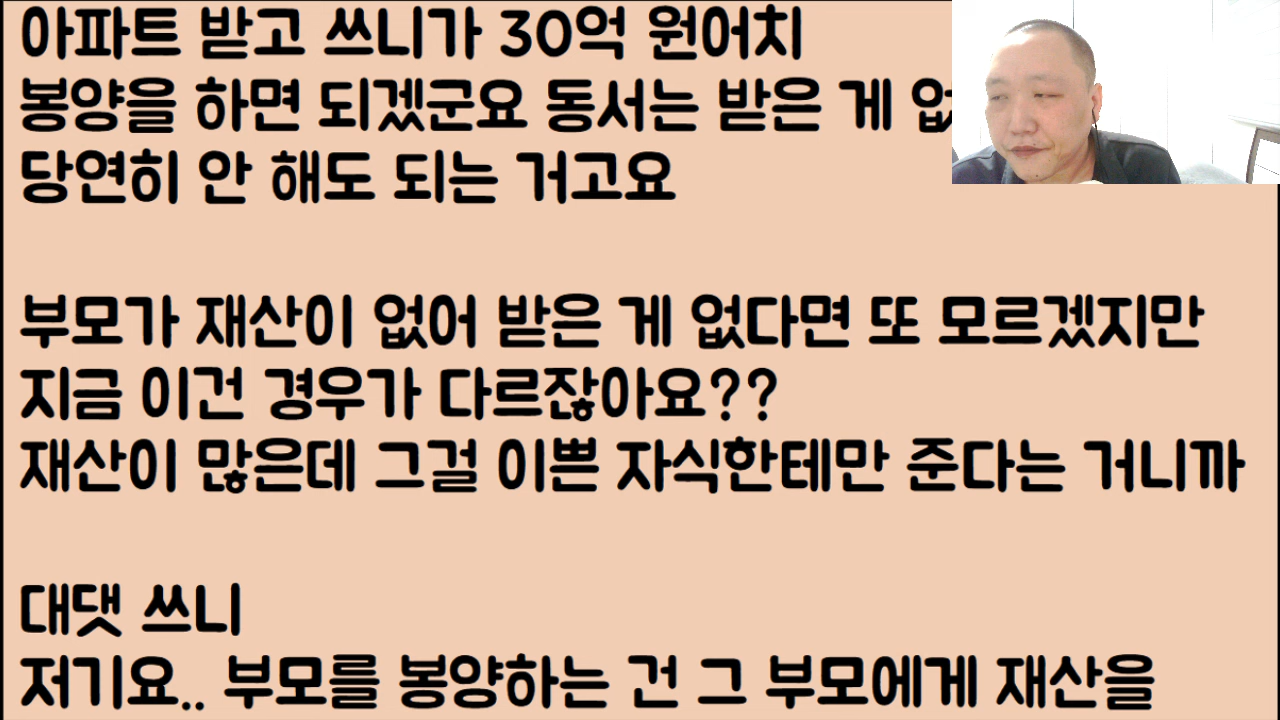 아파트 받고 쓰니가 30억 원어치
봉양을 하면 되겠군요 동서는 받은 게
당연히 안 해도 되는 거고요
부모가 재산이 없어 받은 게 없다면 또 모르겠지만
지금 이건 경우가 다르잖아요??
재산이 많은데 그걸 이쁜 자식한테만 준다는 거니까
대댓 쓰니
저기요.. 부모를 봉양하는 건 그 부모에게 재산을